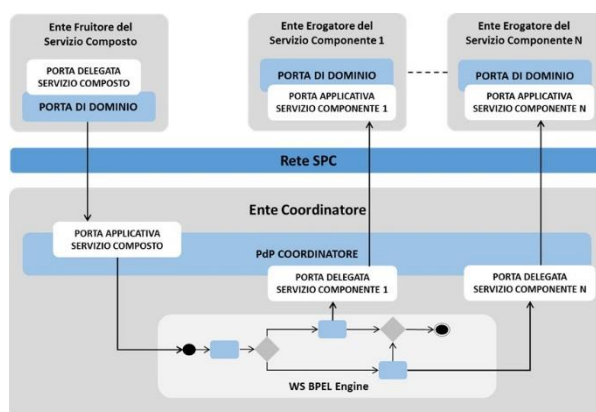 Ente Fruitore del
Servizio Composto
PORTA DELEGATA
SERVIZIO COMPOSTO
PORTA DI DOMINIO
Ente Erogatore del
Servizio Componente 1
PORTA DI DOMINIO
PORTA APPLICATIVA
SERVIZIO COMPONENTE 1
Ente Erogatore del
Servizio Componente N
PORTA DI DOMINIO
PORTA APPLICATIVA
SERVIZIO COMPONENTE N
Rete SPC
Ente Coordinatore
PORTA APPLICATIVA
SERVIZIO COMPOSTO
PdP COORDINATORE
PORTA DELEGATA
SERVIZIO COMPONENTE 1
PORTA DELEGATA
SERVIZIO COMPONENTE N
WS BPEL Engine